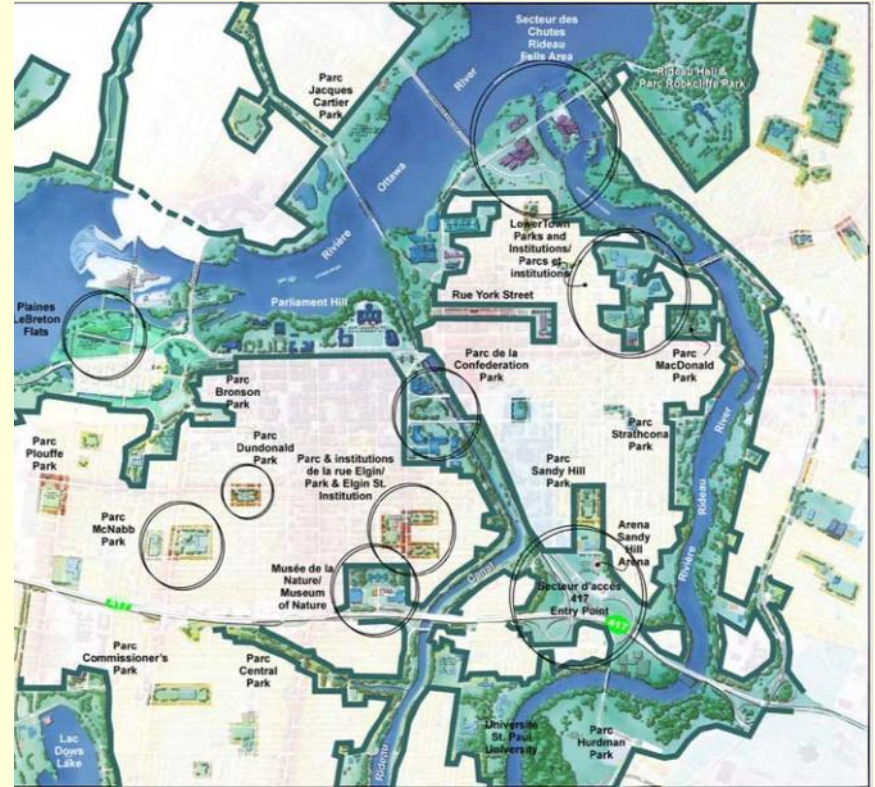 Secteur des
Chutes
Rideau
Falls Area
Parc
Jacques
Cartier
Park
River
Ottawa
Rivière
Rideau Hall &
Parc Rockcliffe Park
LowerTown
Parks and
Institutions/
Parcs et
institutions
Rue York Street
Parliament Hill
Plaines
LeBreton
Flats
Parc de la
Confederation
Park
Parc
MacDonald
Park
Parc
Bronson
Park
Parc
Strathcona
Park
River
Rideau
Rivière
Parc
Plouffe
Park
Parc
Dundonald
Park
Parc & institutions
de la rue Elgin/
Park & Elgin St.
Institution
Parc
Sandy Hill
Park
Parc
McNabb
Park
Arena
Sandy
Hill
Arena
Musée de la
Nature/
Museum
of Nature
Canal
Rideau
Secteur d'accès
417
Entry Point
417
Parc
Commissioner's
Park
Parc
Central
Park
Lac
Dows
Lake
Université
St. Paul
University
Parc
Hurdman
Park